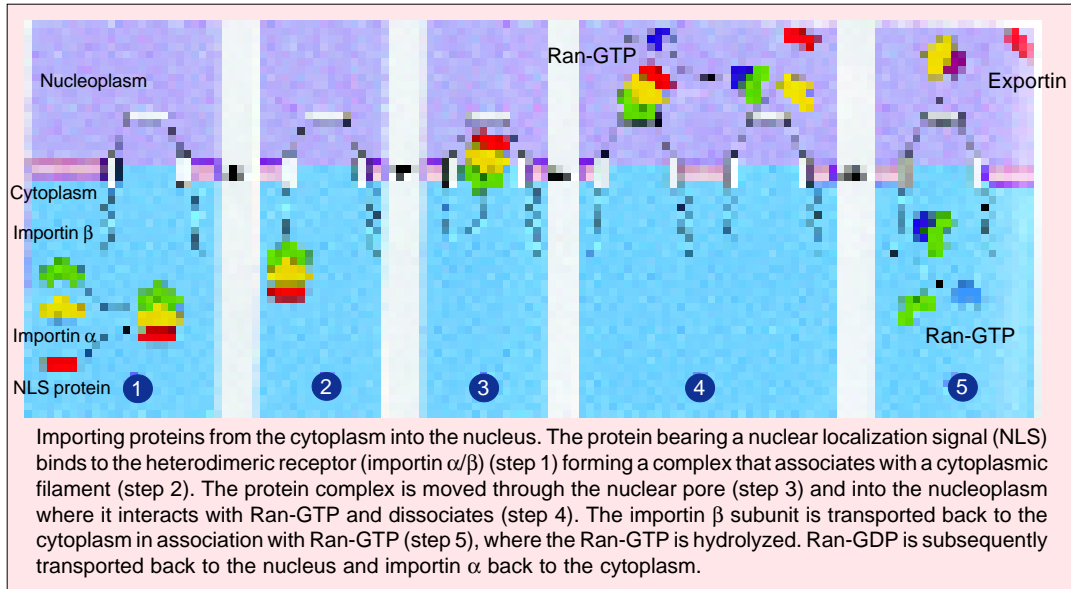 Ran-GTP
Nucleoplasm
Exportin
Cytoplasm
Importin β
Importin α
Ran-GTP
NLS protein
1
2
3
4
5
Importing proteins from the cytoplasm into the nucleus. The protein bearing a nuclear localization signal (NLS)
binds to the heterodimeric receptor (importin α/β) (step 1) forming a complex that associates with a cytoplasmic
filament (step 2). The protein complex is moved through the nuclear pore (step 3) and into the nucleoplasm
where it interacts with Ran-GTP and dissociates (step 4). The importin β subunit is transported back to the
cytoplasm in association with Ran-GTP (step 5), where the Ran-GTP is hydrolyzed. Ran-GDP is subsequently
transported back to the nucleus and importin α back to the cytoplasm.